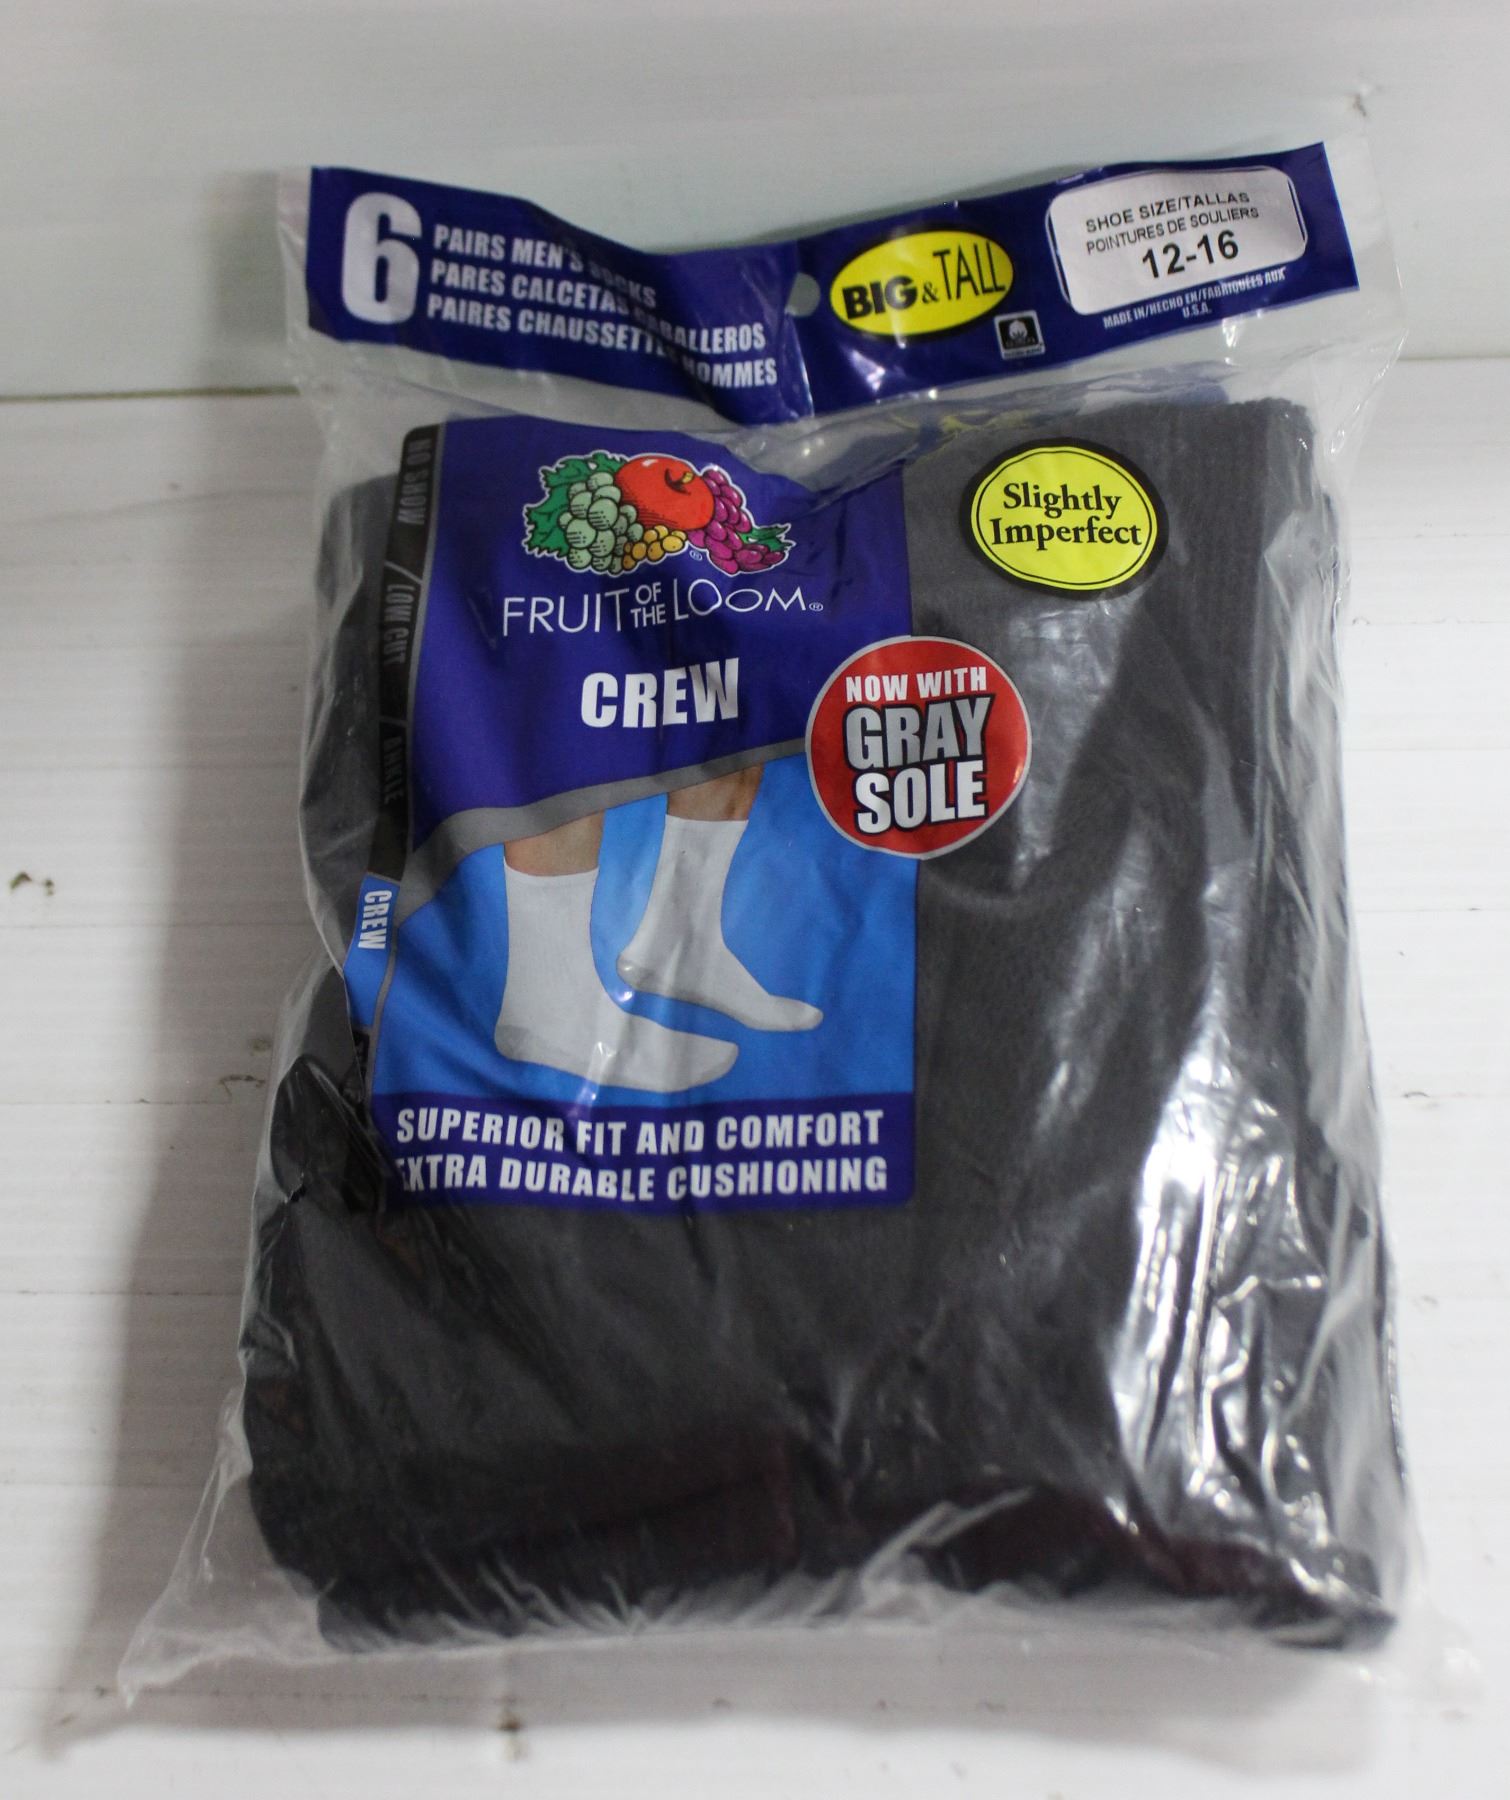 6
PAIRS MEN'S SOCKS
PARES CALCETAS CABALLEROS
PAIRES CHAUSSETTES HOMMES
BIG & TALL
SHOE SIZE/TALLAS
POINTURES DE SOULIERS
12-16
MADE IN/HECHO EN/FABRIQUÉES AUX
U.S.A.
NO SHOW
/LOW CUT
/ANKLE
CREW
FRUIT OF THE LOOM®
CREW
Slightly
Imperfect
NOW WITH
GRAY
SOLE
SUPERIOR FIT AND COMFORT
EXTRA DURABLE CUSHIONING